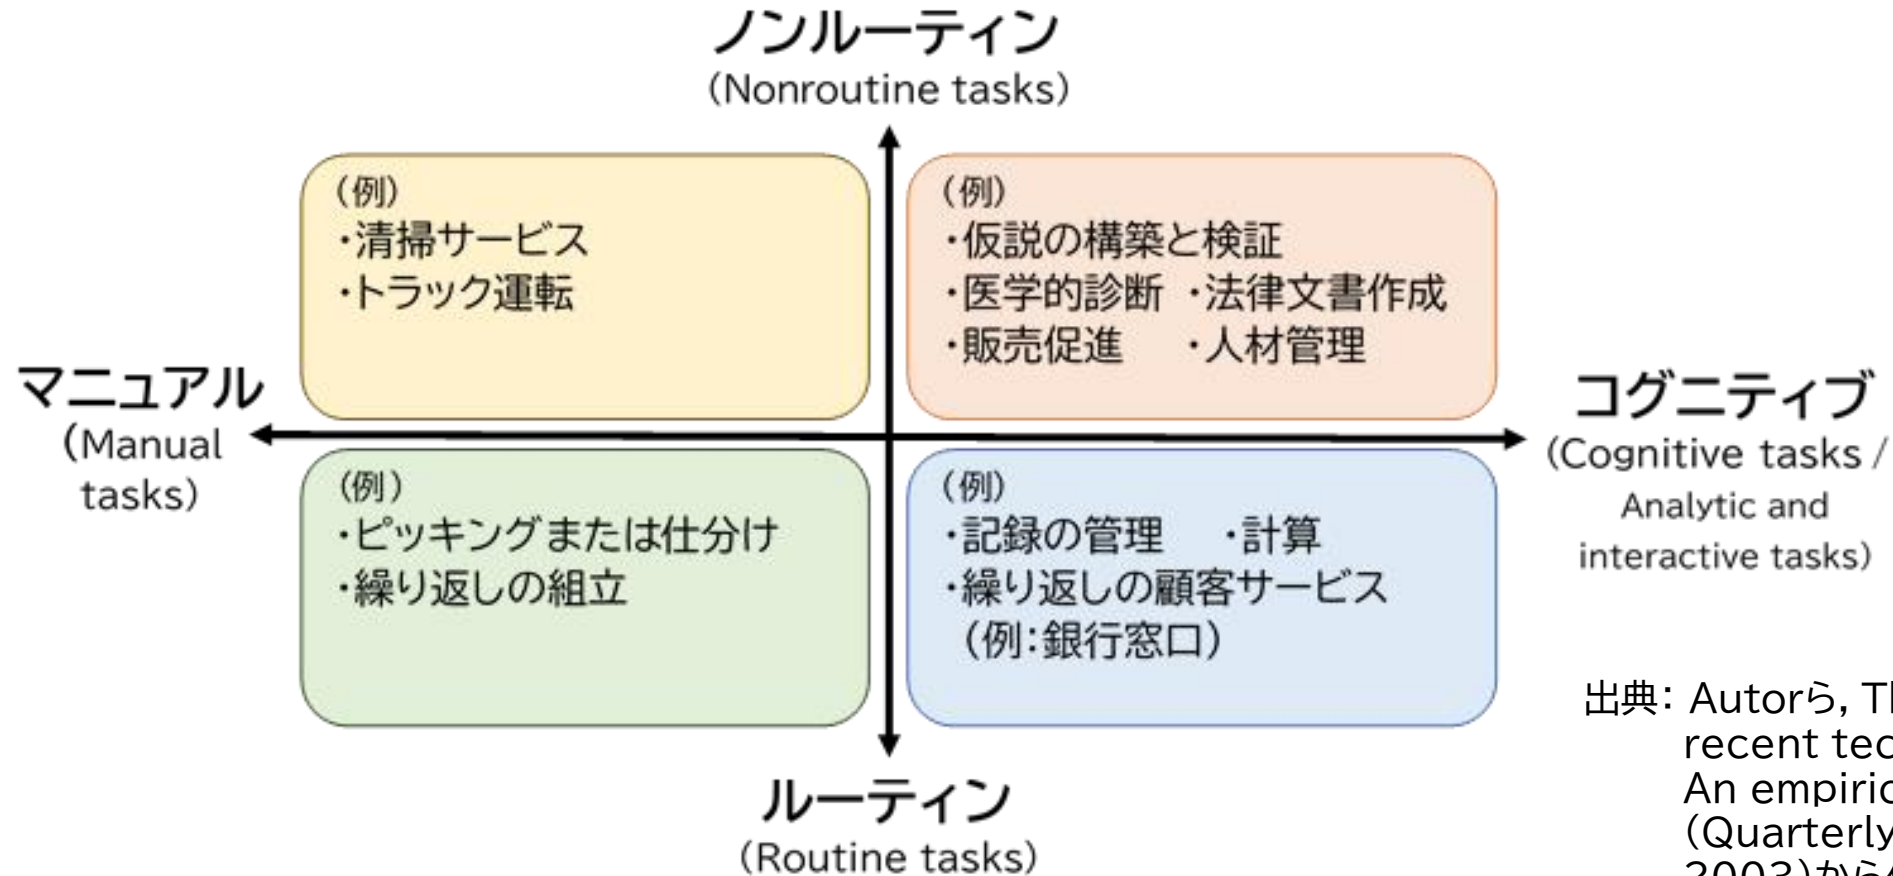 ノンルーティン
(Nonroutine tasks)
(例)
・清掃サービス
・トラック運転
(例)
・仮説の構築と検証
・医学的診断 ・法律文書作成
・販売促進 ・人材管理
マニュアル
(Manual
tasks)
コグニティブ
(Cognitive tasks /
Analytic and
interactive tasks)
(例)
・ピッキングまたは仕分け
・繰り返しの組立
(例)
・記録の管理 ・計算
・繰り返しの顧客サービス
(例：銀行窓口)
ルーティン
(Routine tasks)
出典： Autorら,
recent
An
(Quarterly
2003)から